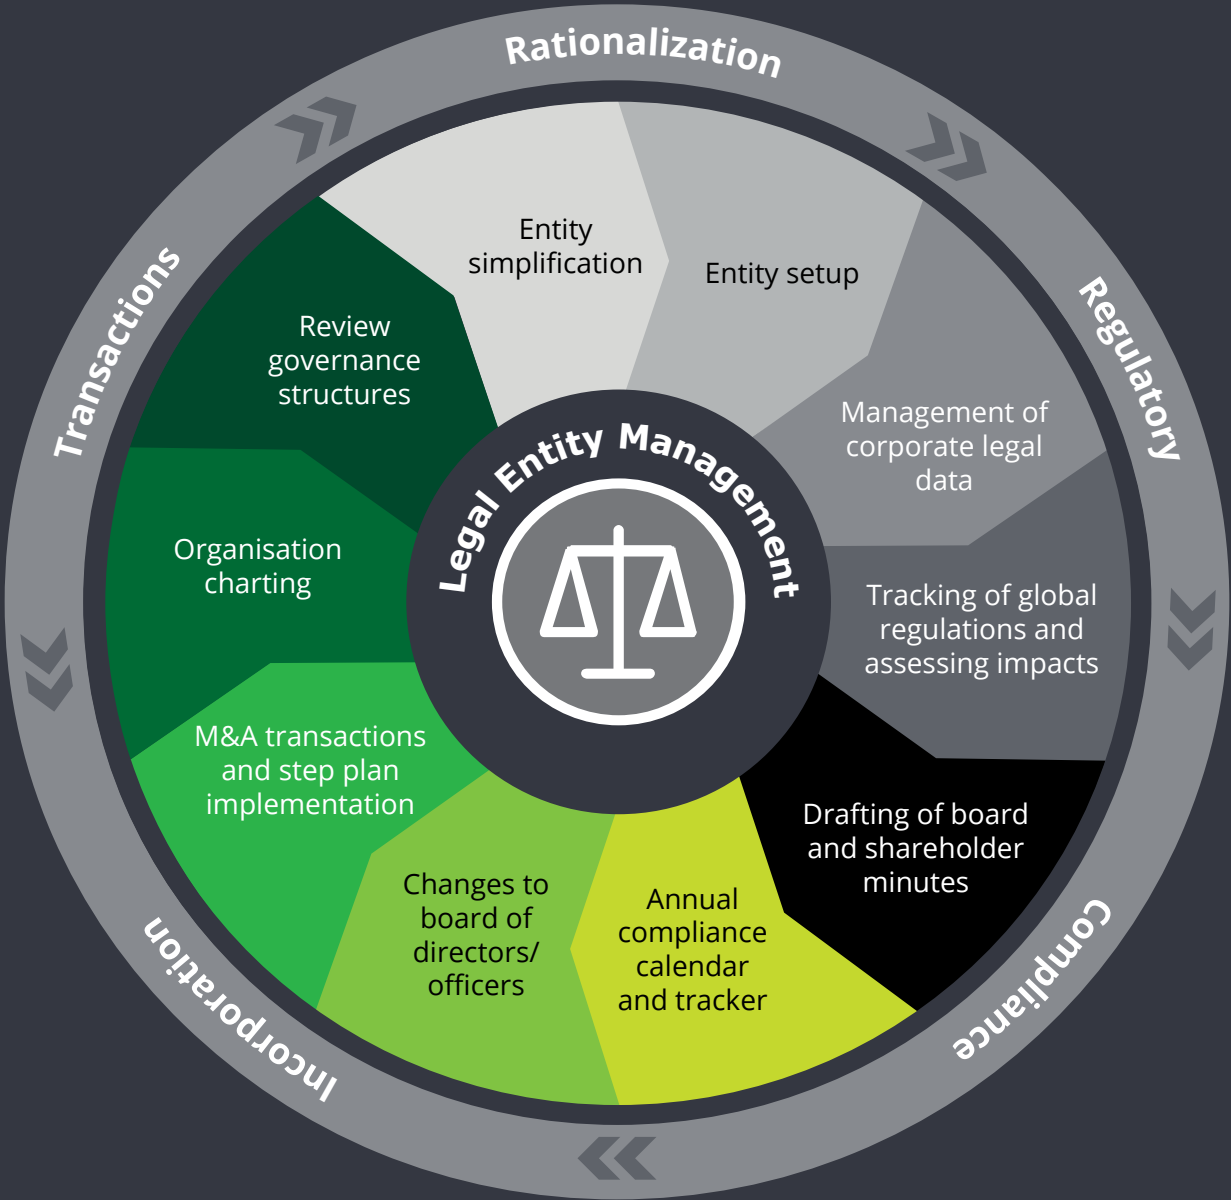 Rationalization
Regulatory
Compliance
Incorporation
Transactions
Entity
simplification
Entity setup
Management of
corporate legal
data
Tracking of global
regulations and
assessing impacts
Drafting of board
and shareholder
minutes
Annual
compliance
calendar
and tracker
Changes to
board of
directors/
officers
M&A transactions
and step plan
implementation
Organisation
charting
Review
governance
structures
Legal Entity Management